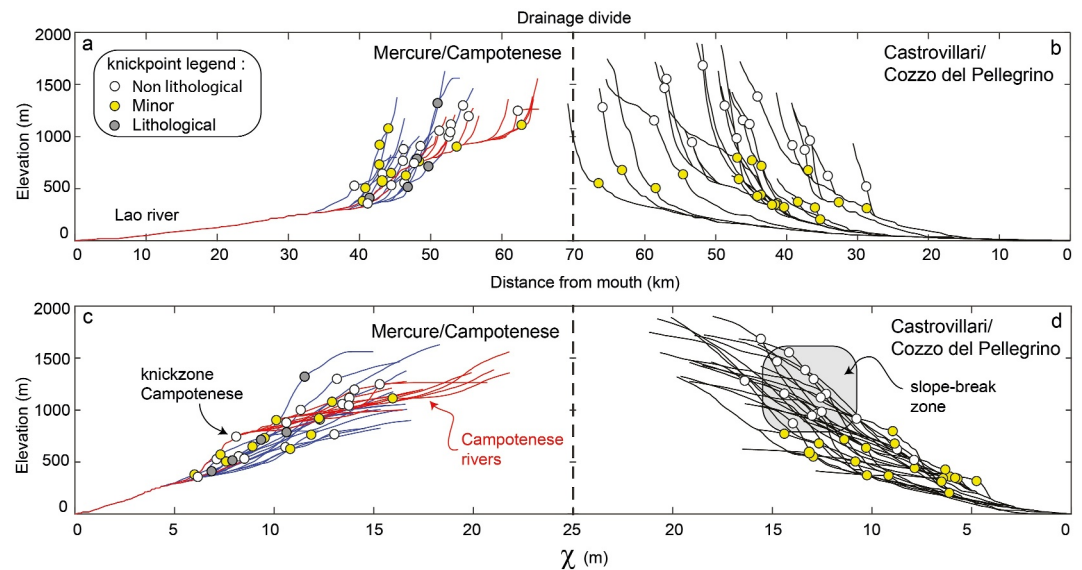 Drainage divide
2000
a
Mercure/Campotenese
Castrovillari/
Cozzo del Pellegrino
b
knickpoint legend :
Non lithological
Minor
Lithological
1500
1000
500
0
Elevation (m)
Lao river
0 10 20 30 40 50 60 70 60 50 40 30 20 10 0
Distance from mouth (km)
2000
c
Mercure/Campotenese
Castrovillari/
Cozzo del Pellegrino
d
1500
1000
500
0
Elevation (m)
knickzone
Campotenese
Campotenese
rivers
slope-break
zone
0 5 10 15 20 25 20 15 10 5 0
χ (m)